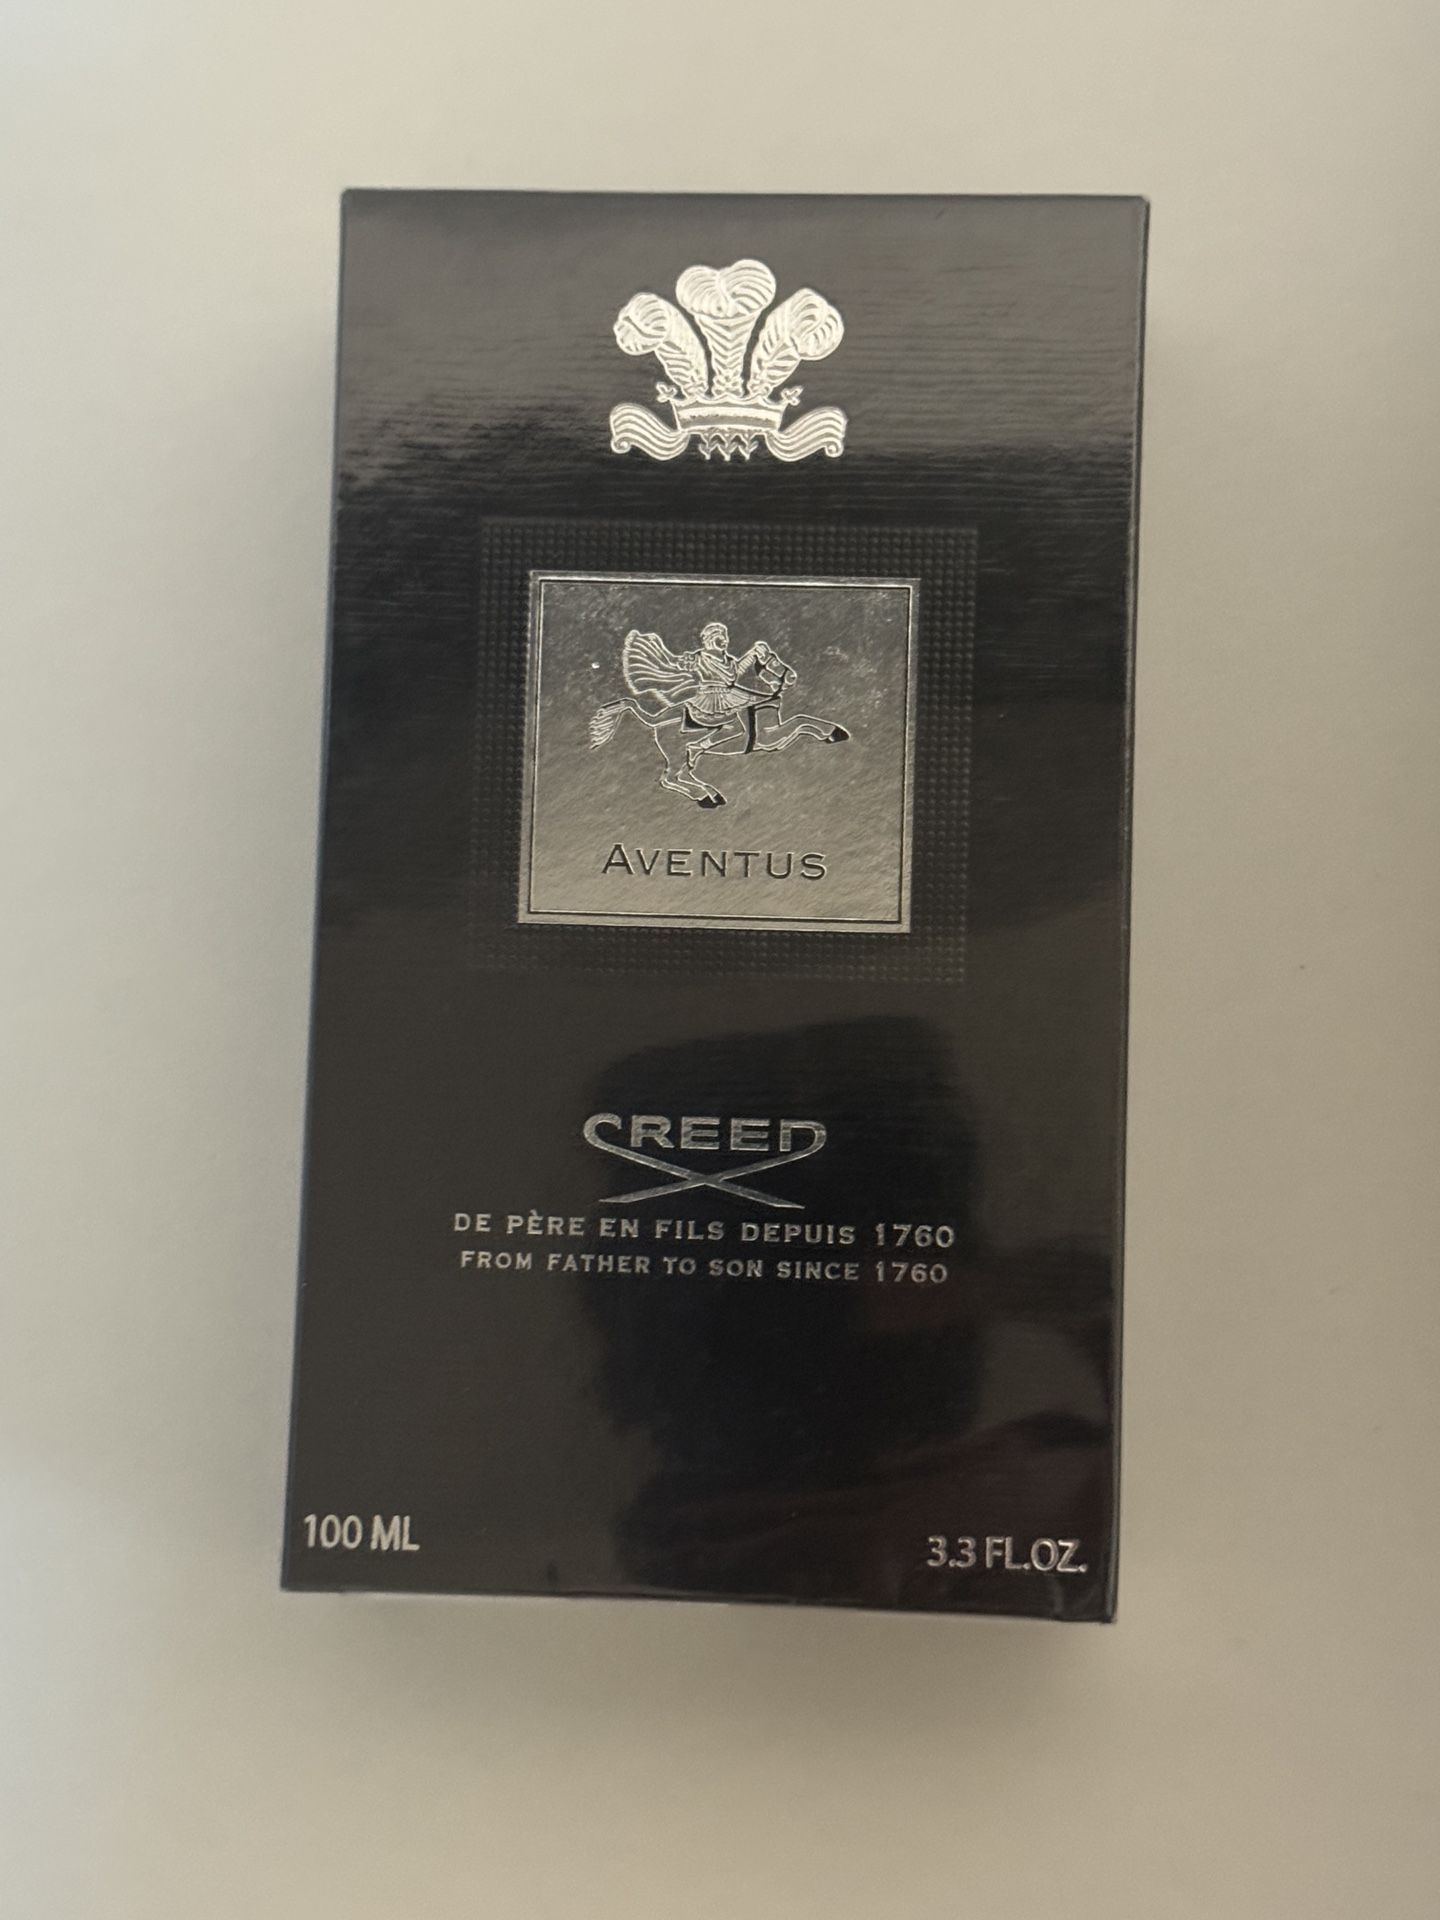 AVENTUS
CREED
DE PÈRE EN FILS DEPUIS 1760
FROM FATHER TO SON SINCE 1760
100 ML
3.3 FL.OZ.